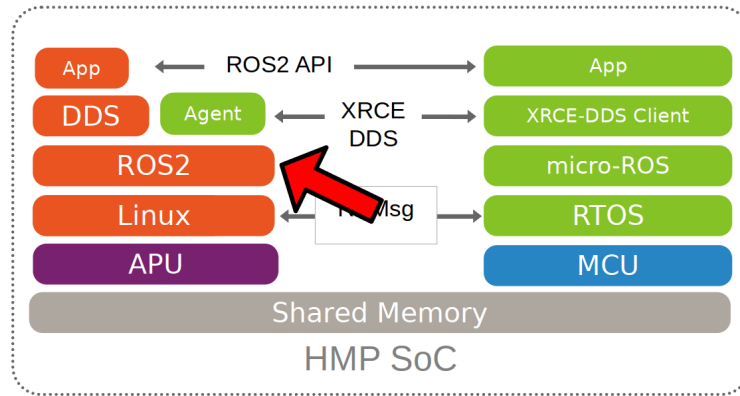 App
ROS2 API
App
DDS
Agent
XRCE
DDS
XRCE-DDS Client
ROS2
micro-ROS
Linux
RTOS
APU
MCU
Shared Memory
HMP SoC